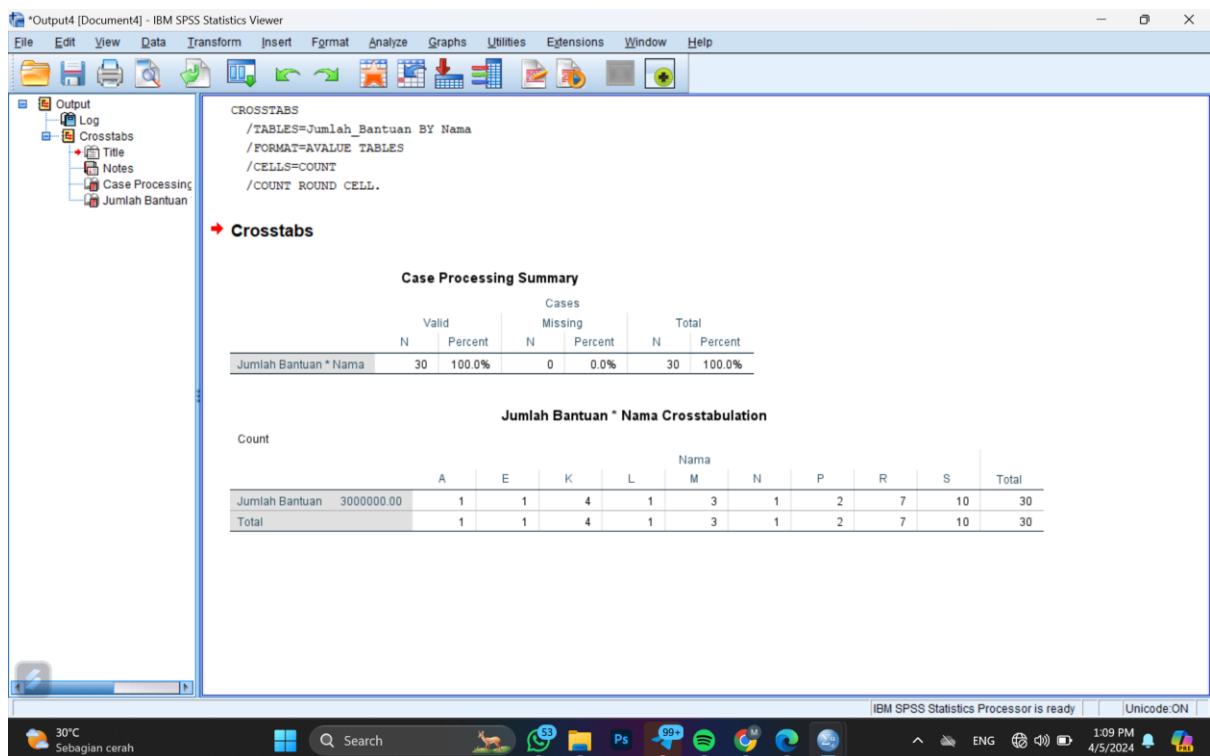 *Output4 [Document4] - IBM SPSS Statistics Viewer
File Edit View Data Transform Insert Format Analyze Graphs Utilities Extensions Window Help
Output
Log
Crosstabs
Title
Notes
Case Processing
Jumlah Bantuan
CROSSTABS
/TABLES=Jumlah_Bantuan BY Nama
/FORMAT=AVALUE TABLES
/CELLS=COUNT
/COUNT ROUND CELL.
Crosstabs
Case Processing Summary
Cases
Valid Missing Total
N Percent N Percent N Percent
Jumlah Bantuan * Nama 30 100.0% 0 0.0% 30 100.0%
Jumlah Bantuan * Nama Crosstabulation
Count
Nama
A E K L M N P R S Total
Jumlah Bantuan 3000000.00 1 1 4 1 3 1 2 7 10 30
Total 1 1 4 1 3 1 2 7 10 30
IBM SPSS Statistics Processor is ready Unicode:ON
30°C
Sebagian cerah
Search
53
Ps
99+
M
ENG
1:09 PM
4/5/2024
PRE